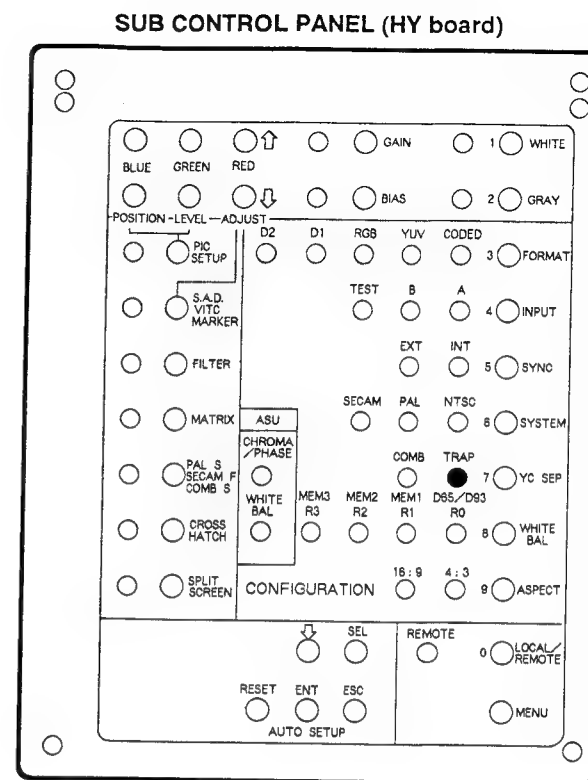 SUB CONTROL PANEL (HY board)
GAIN 1 WHITE
BLUE GREEN RED
BIAS 2 GRAY
POSITION - LEVEL - ADJUST
D2 D1 RGB YUV CODED
PIC SETUP
3 FORMAT
TEST B A
S.A.D. VITC MARKER
4 INPUT
EXT INT
FILTER
5 SYNC
SECAM PAL NTSC
MATRIX
ASU
6 SYSTEM
CHROMA /PHASE
COMB TRAP
PAL S SECAM F COMB S
7 YC SEP
WHITE BAL
MEM3 MEM2 MEM1 D65/D93
R3 R2 R1 R0
CROSS HATCH
8 WHITE BAL
16:9 4:3
SPLIT SCREEN
CONFIGURATION
9 ASPECT
SEL
REMOTE
0 LOCAL/ REMOTE
RESET ENT ESC
MENU
AUTO SETUP